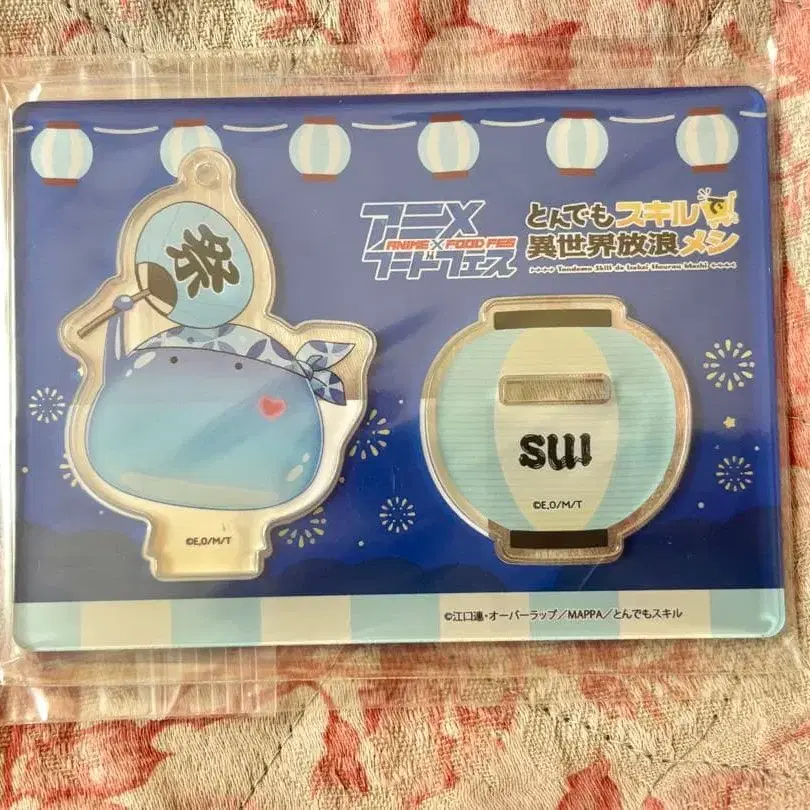 祭
アニメ
ANIME × FOOD FES
フードフェス
とんでもスキルで
異世界放浪メシ
Tondemo Skill de Isekai Hourou Meshi
SUI
©E,O/M/T
©E,O/M/T
©江口連・オーバーラップ/MAPPA/とんでもスキル